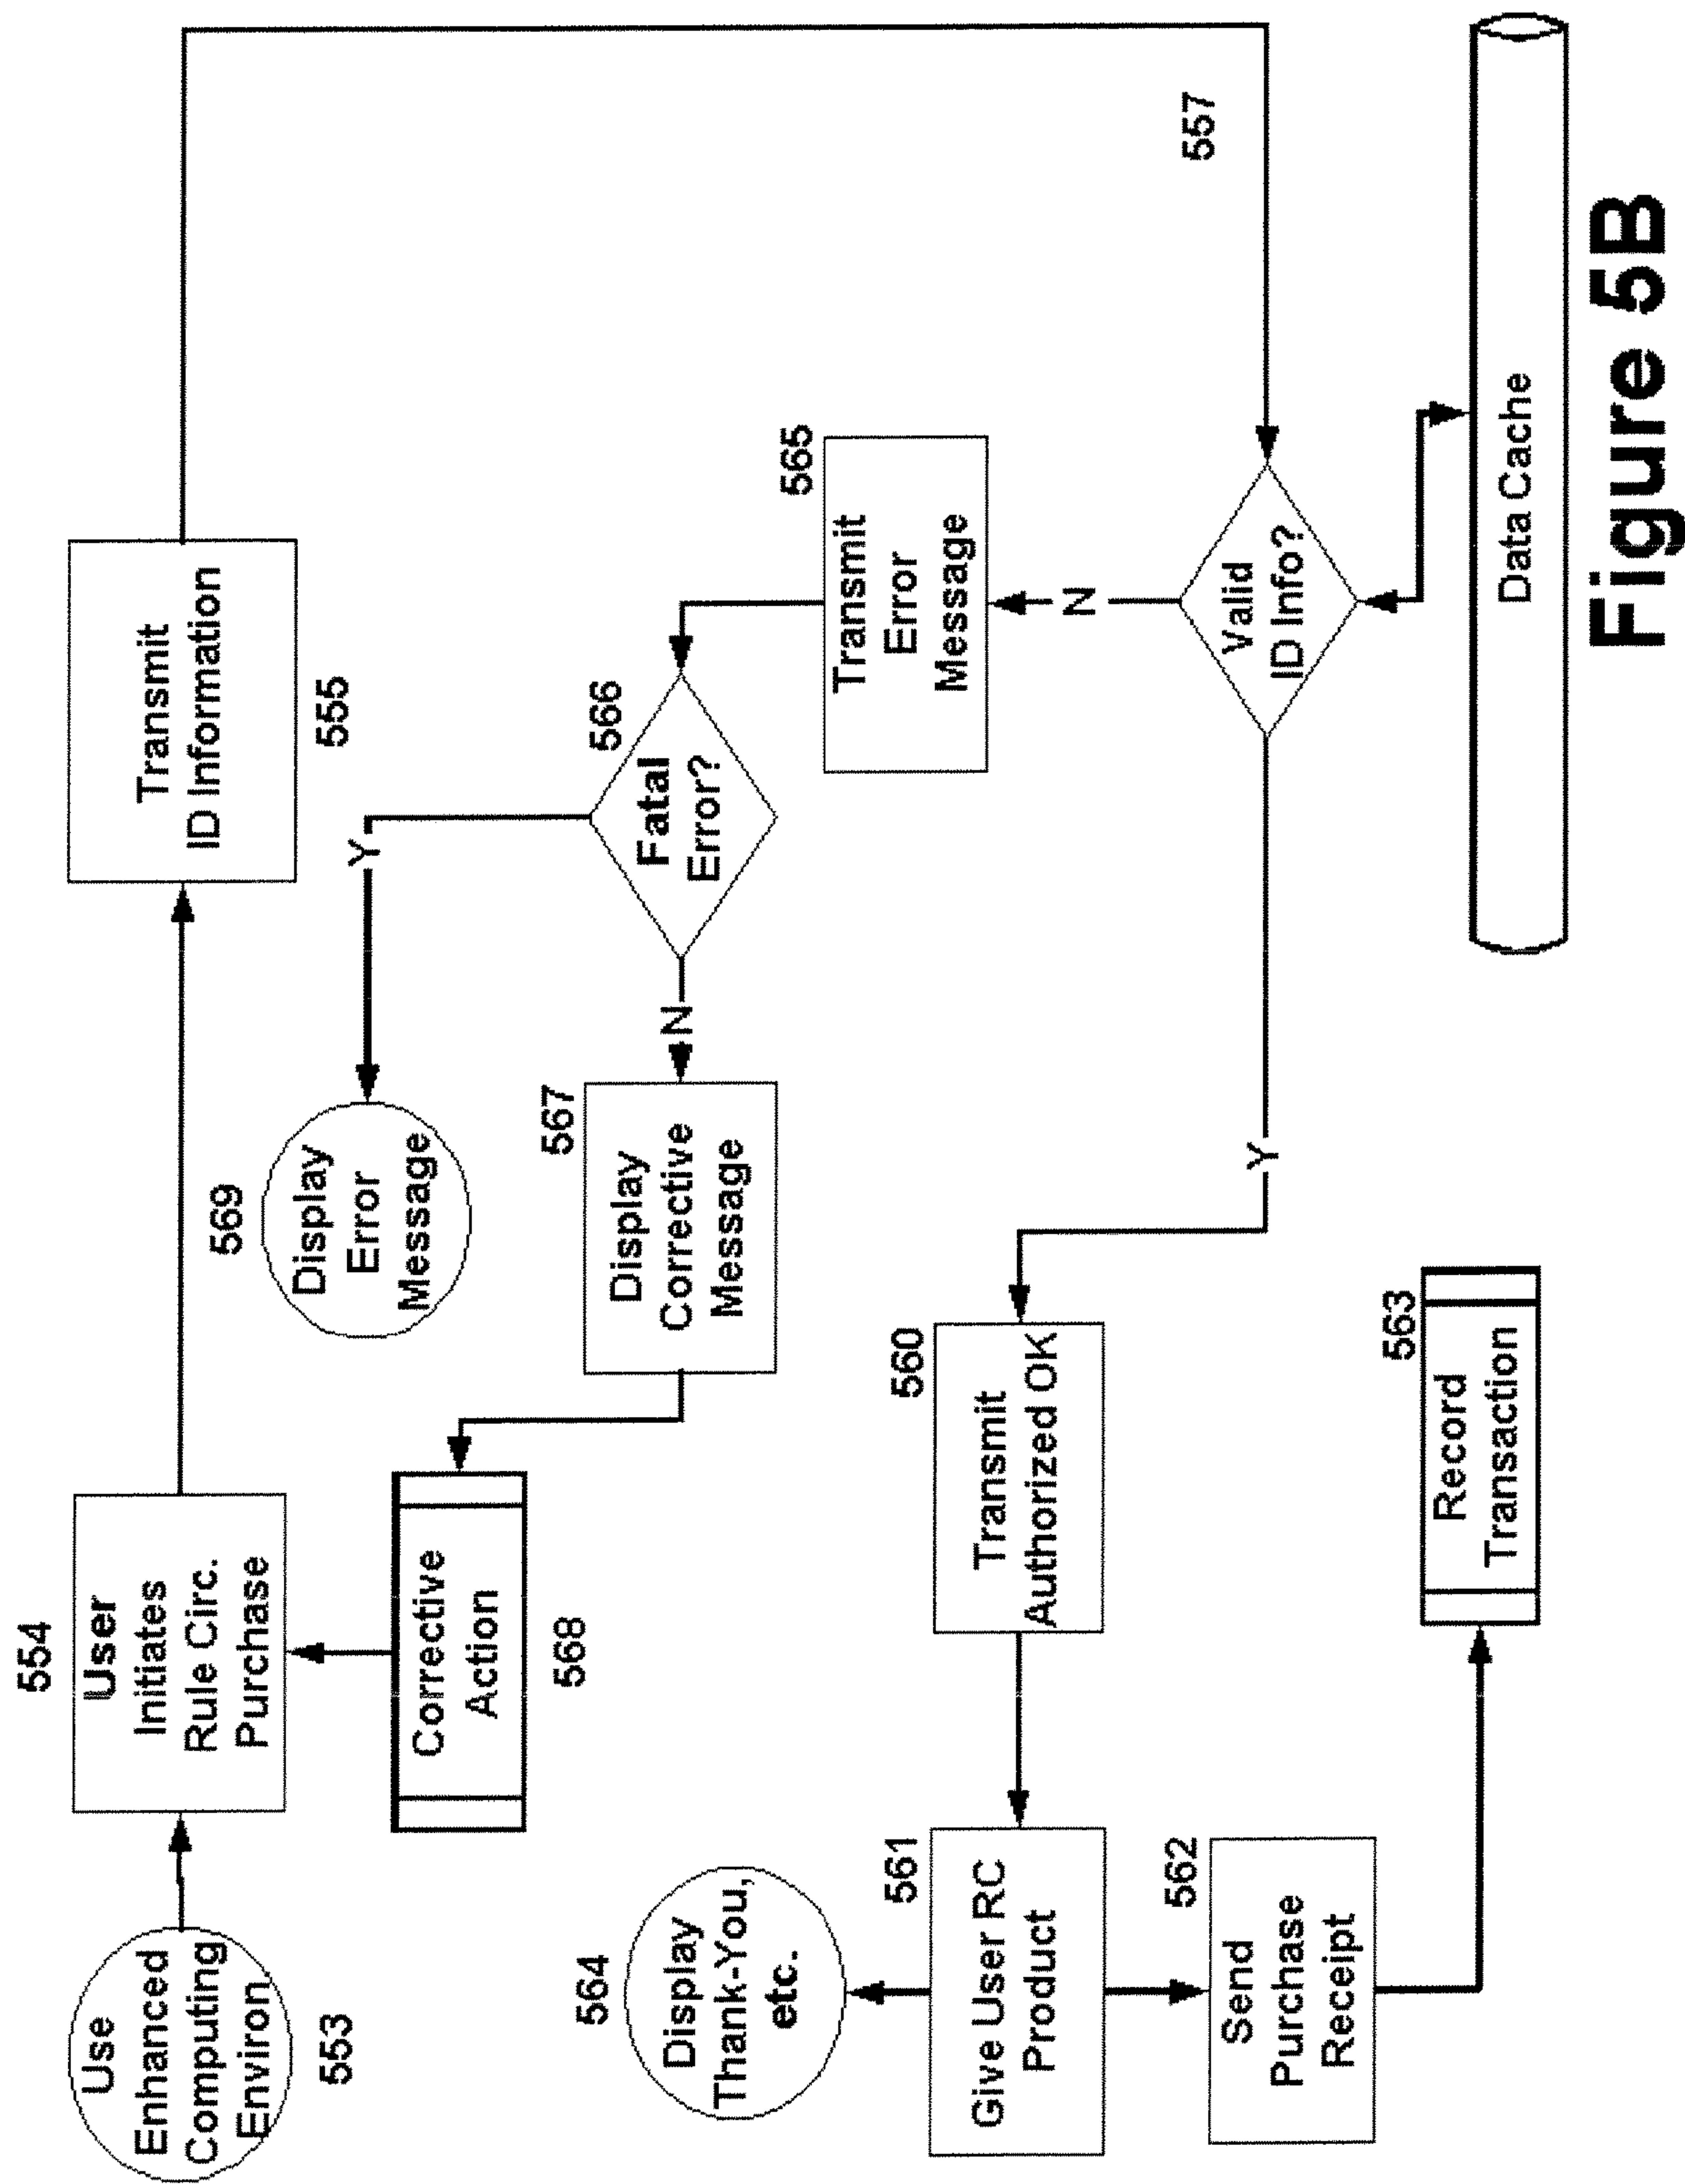 554
User
Initiates
Rule Circ.
Purchase
Use
Enhanced
Computing
Environ.
553
Transmit
ID Information
555
569
Display
Error
Message
Corrective
Action
568
567
Display
Corrective
Message
N
Y
566
Fatal
Error?
565
Transmit
Error
Message
557
N
Valid
ID Info?
Y
564
Display
Thank-You,
etc.
561
Give User RC
Product
560
Transmit
Authorized OK
562
Send
Purchase
Receipt
563
Record
Transaction
Data Cache
Figure 5B